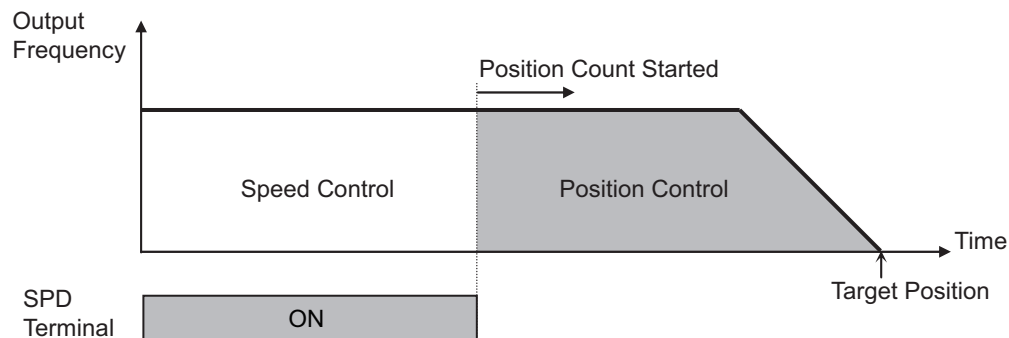 Output
Frequency
Position Count Started
Speed Control
Position Control
Time
Target Position
SPD
Terminal
ON